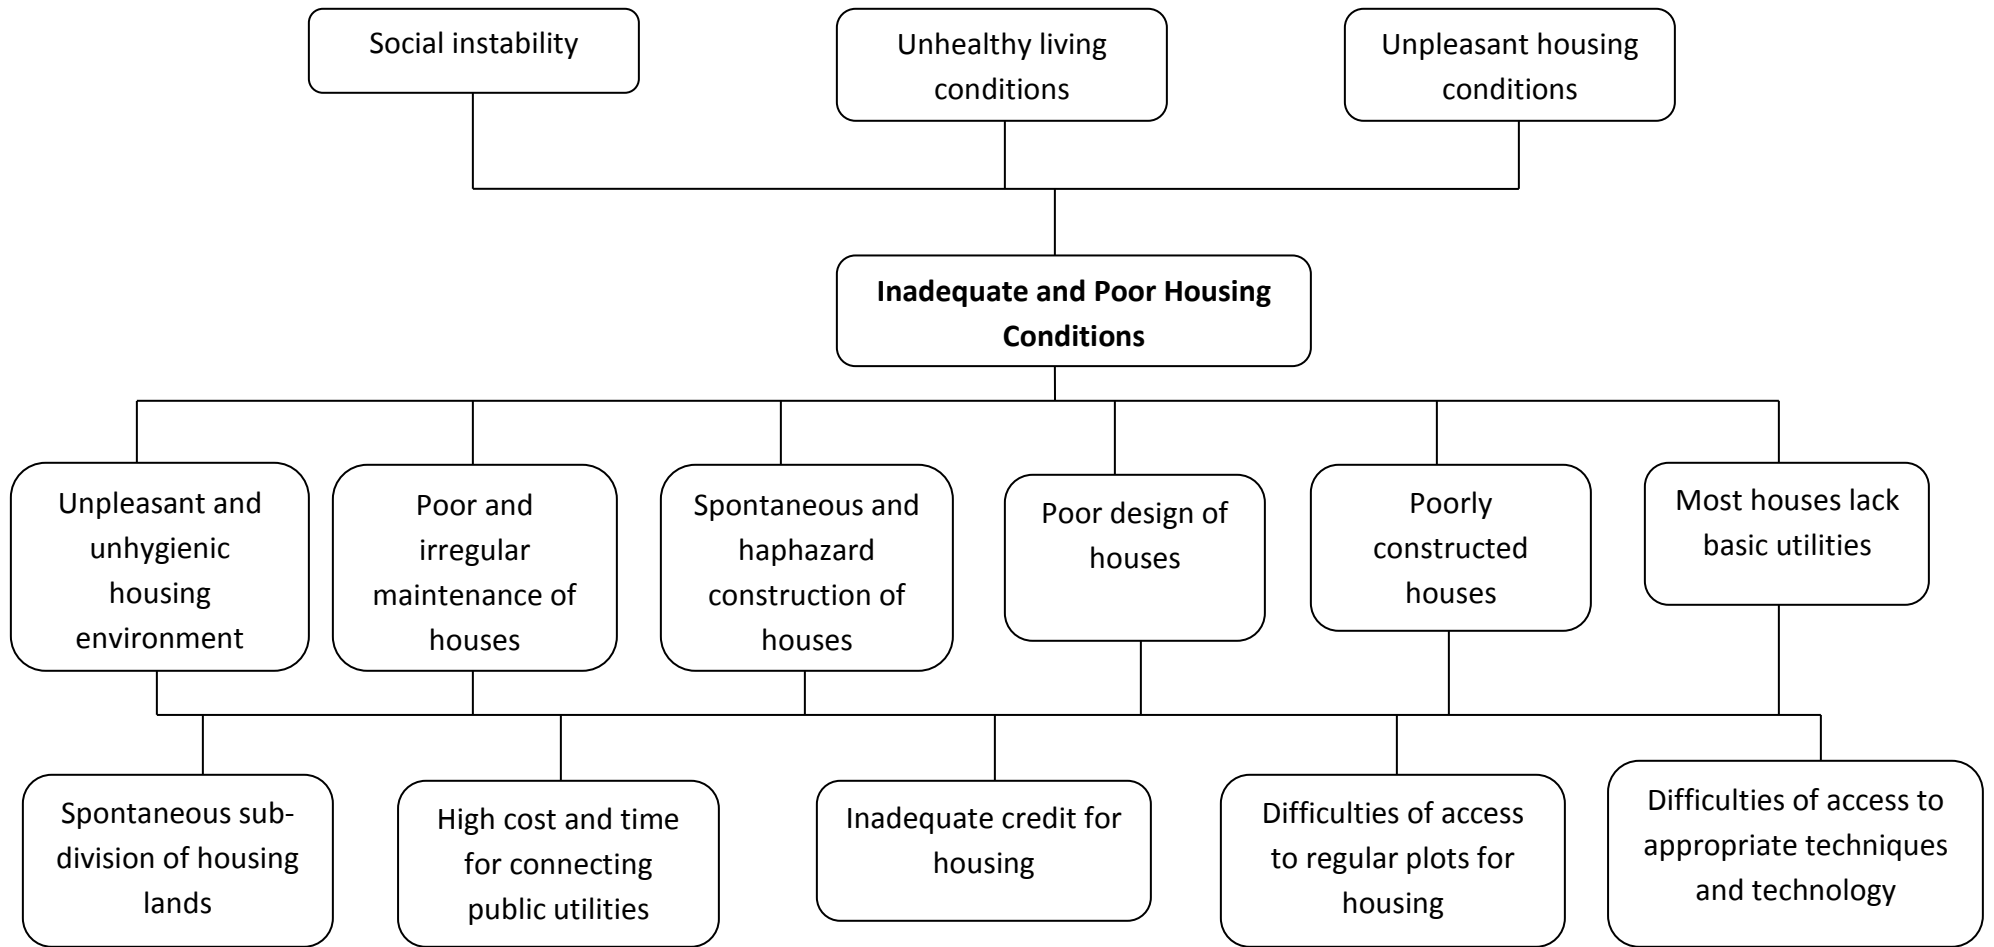 Social instability
Unhealthy living
conditions
Unpleasant housing
conditions
Inadequate and Poor Housing
Conditions
Unpleasant and
unhygienic
housing
environment
Poor and
irregular
maintenance of
houses
Spontaneous and
haphazard
construction of
houses
Poor design of
houses
Poorly
constructed
houses
Most houses lack
basic utilities
Spontaneous sub-
division of housing
lands
High cost and time
for connecting
public utilities
Inadequate credit for
housing
Difficulties of access
to regular plots for
housing
Difficulties of access to
appropriate techniques
and technology